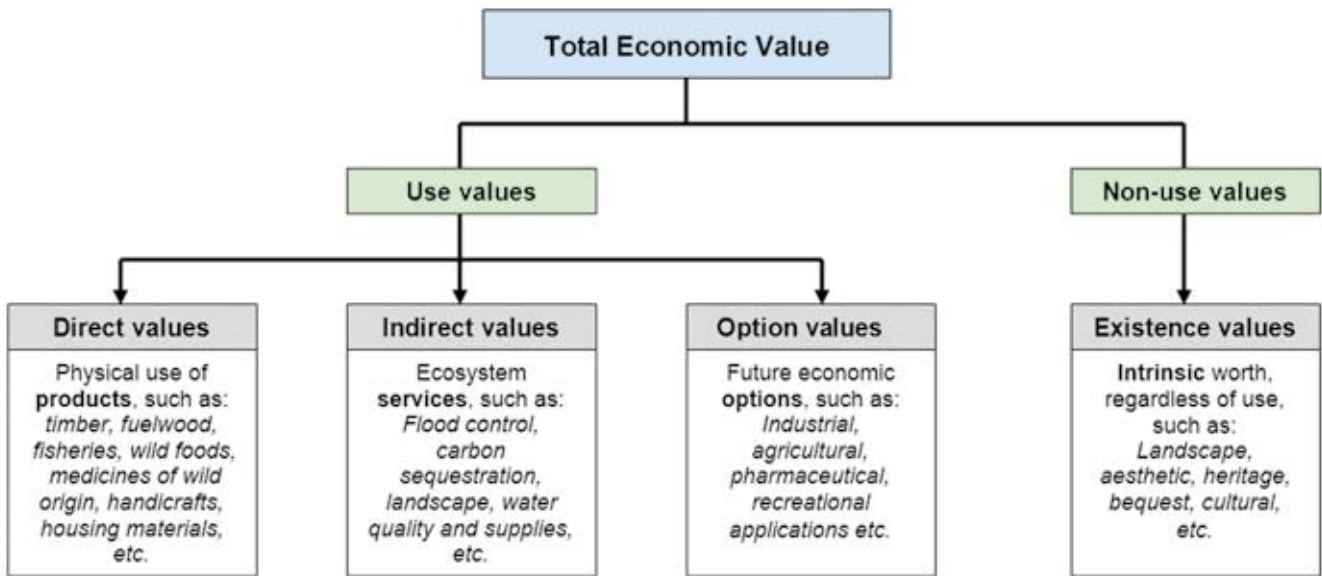 Total Economic Value
Use values
Non-use values
Direct values
Physical use of
products, such as:
timber, fuelwood,
fisheries, wild foods,
medicines of wild
origin, handicrafts,
housing materials,
etc.
Indirect values
Ecosystem
services, such as:
Flood control,
carbon
sequestration,
landscape, water
quality and supplies,
etc.
Option values
Future economic
options, such as:
Industrial,
agricultural,
pharmaceutical,
recreational
applications etc.
Existence values
Intrinsic worth,
regardless of use,
such as:
Landscape,
aesthetic, heritage,
bequest, cultural,
etc.